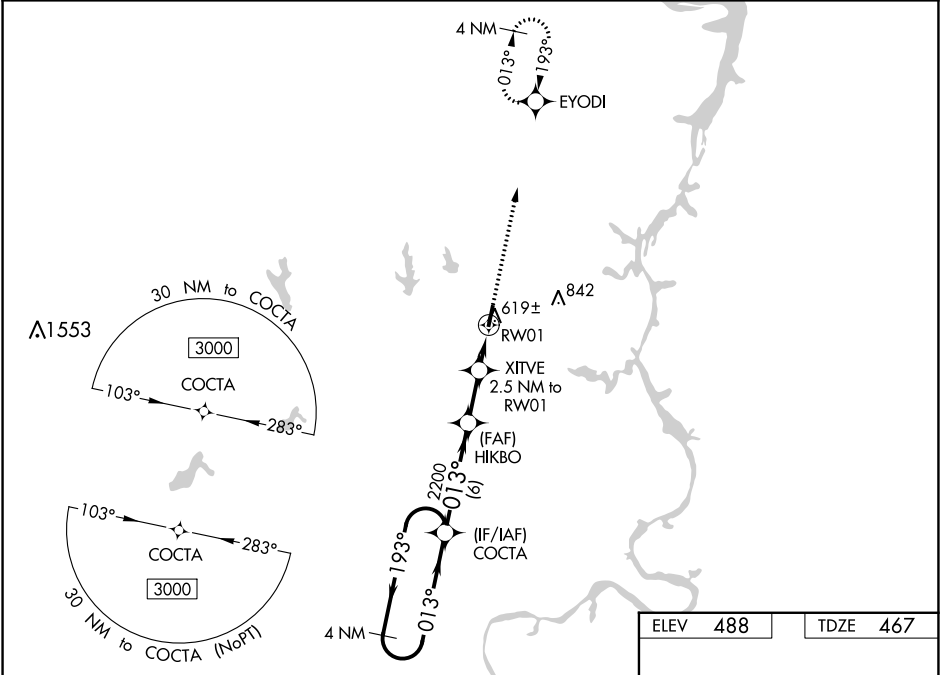 4 NM
013°
193°
EYODI
30 NM to COCTA
1553
3000
COCTA
103°
283°
619±
842
RW01
XITVE
2.5 NM to
RW01
(FAF)
HIKBO
2200
013°
(6)
(IF/IAF)
COCTA
193°
013°
4 NM
103°
283°
COCTA
3000
30 NM to COCTA (NoPT)
ELEV 488
TDZE 467